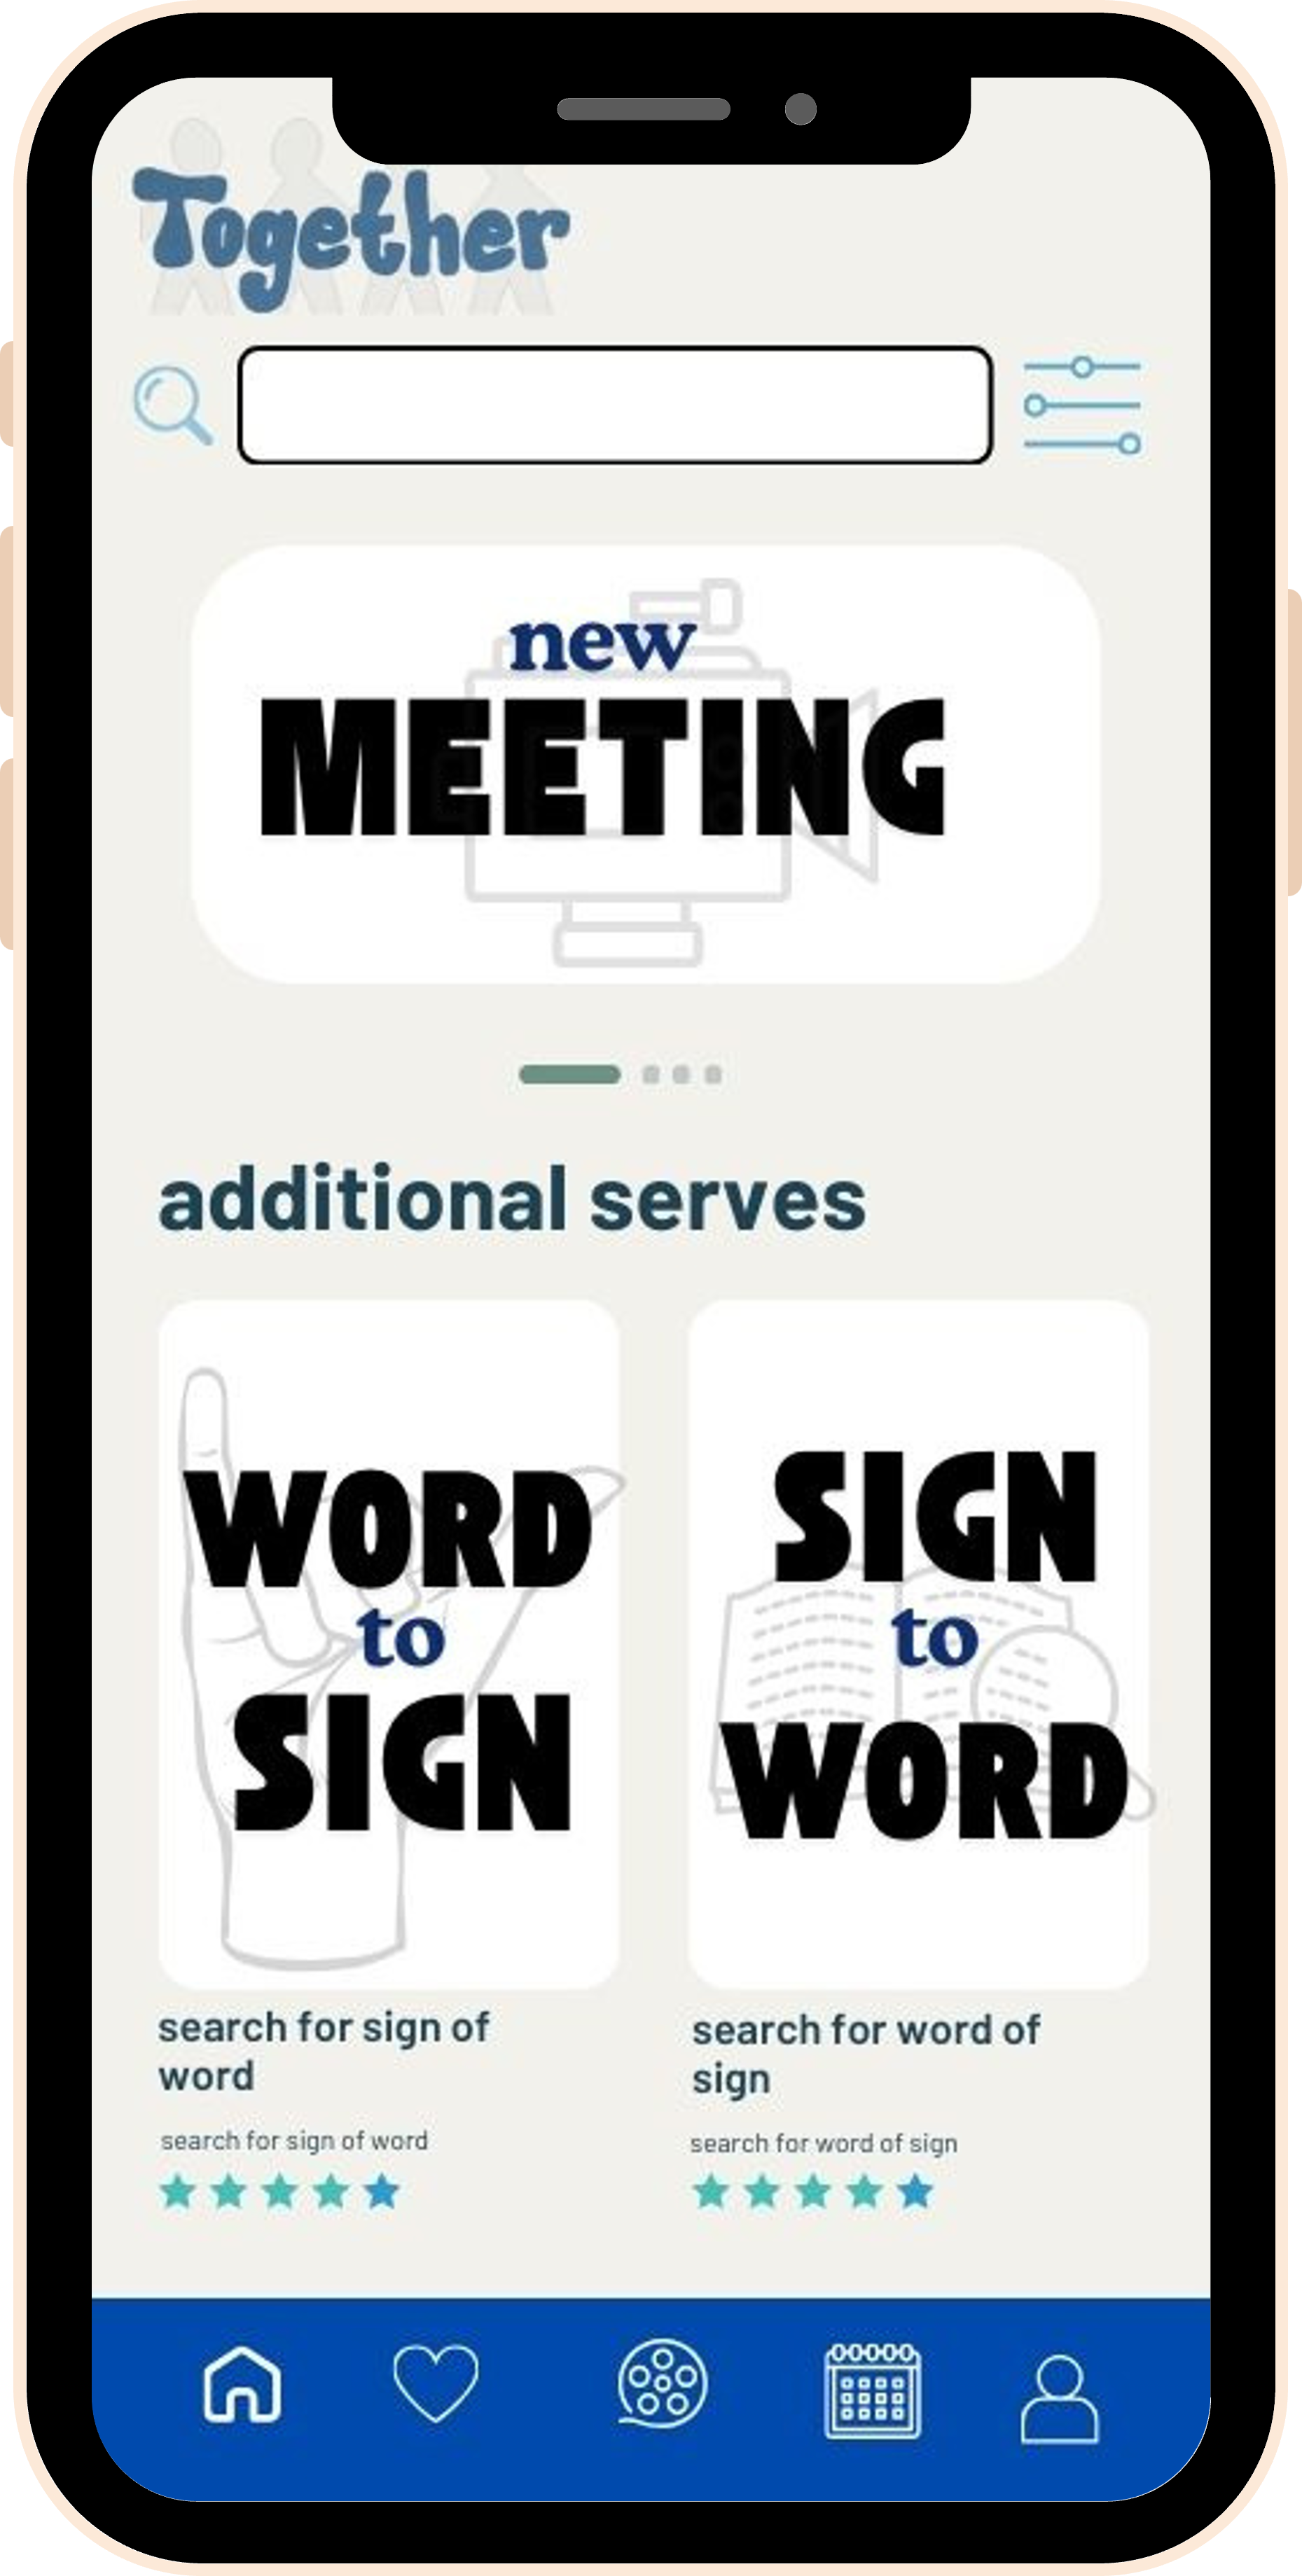 Together
new
MEETING
additional serves
WORD
to
SIGN
SIGN
to
WORD
search for sign of
word
search for sign of word
search for word of
sign
search for word of sign